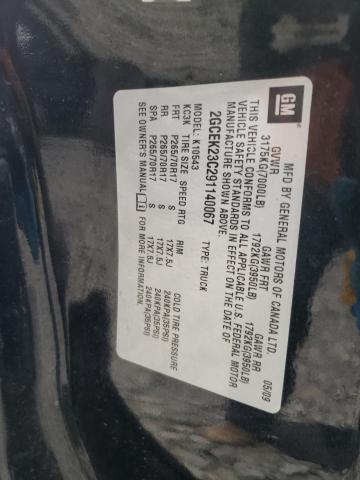 GM
MFD BY GENERAL MOTORS OF CANADA LTD.
05/09
GVWR GAWR FRT GAWR RR
3175KG(7000LB) 1792KG(3950LB) 1792KG(3950LB)
THIS VEHICLE CONFORMS TO ALL APPLICABLE U.S. FEDERAL MOTOR
VEHICLE SAFETY STANDARDS IN EFFECT ON THE DATE OF
MANUFACTURE SHOWN ABOVE.
2GCEK23C291140067 TYPE: TRUCK
MODEL: K10543
KC3K TIRE SIZE SPEED RTG RIM COLD TIRE PRESSURE
FRT P265/70R17 S 17X7.5J 240KPA(35PSI)
RR P265/70R17 S 17X7.5J 240KPA(35PSI)
SPA P265/70R17 S 17X7.5J 240KPA(35PSI)
SEE OWNER'S MANUAL FOR MORE INFORMATION.